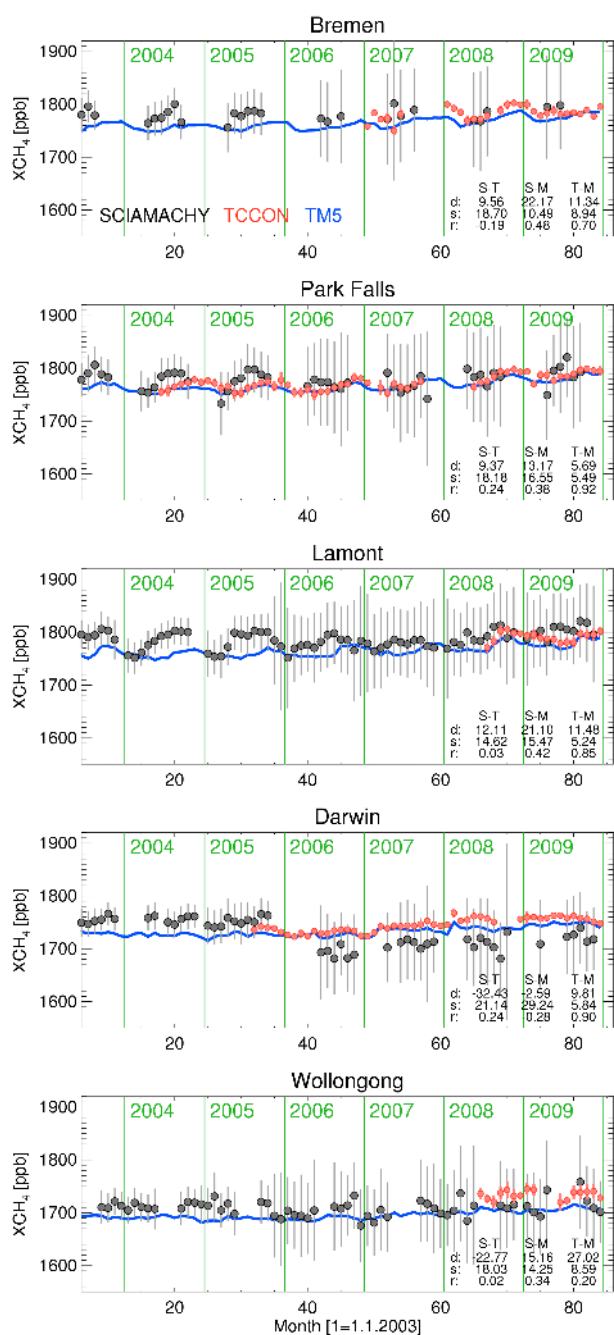 Bremen
1900
2004 2005 2006 2007 2008 2009
XCH4 [ppb]
1800
1700
S-T S-M T-M
d: 9.56 22.17 11.34
1600
SCIAMACHY TCCON TM5
s: 18.70 10.49 8.94
r: 0.19 0.48 0.70
20 40 60 80
Park Falls
1900
2004 2005 2006 2007 2008 2009
XCH4 [ppb]
1800
1700
S-T S-M T-M
d: 9.37 13.17 5.69
1600
s: 18.18 16.55 5.49
r: 0.24 0.38 0.92
20 40 60 80
Lamont
1900
2004 2005 2006 2007 2008 2009
XCH4 [ppb]
1800
1700
S-T S-M T-M
d: 12.11 21.10 11.48
1600
s: 14.62 15.47 5.24
r: 0.03 0.42 0.85
20 40 60 80
Darwin
1900
2004 2005 2006 2007 2008 2009
XCH4 [ppb]
1800
1700
S-T S-M T-M
d: -32.43 -2.59 9.61
1600
s: 21.14 29.24 5.84
r: 0.24 -0.28 0.90
20 40 60 80
Wollongong
1900
2004 2005 2006 2007 2008 2009
XCH4 [ppb]
1800
1700
S-T S-M T-M
d: -22.77 15.16 27.02
1600
s: 18.03 14.25 8.59
r: 0.02 0.34 0.20
20 40 60 80
Month [1=1.1.2003]